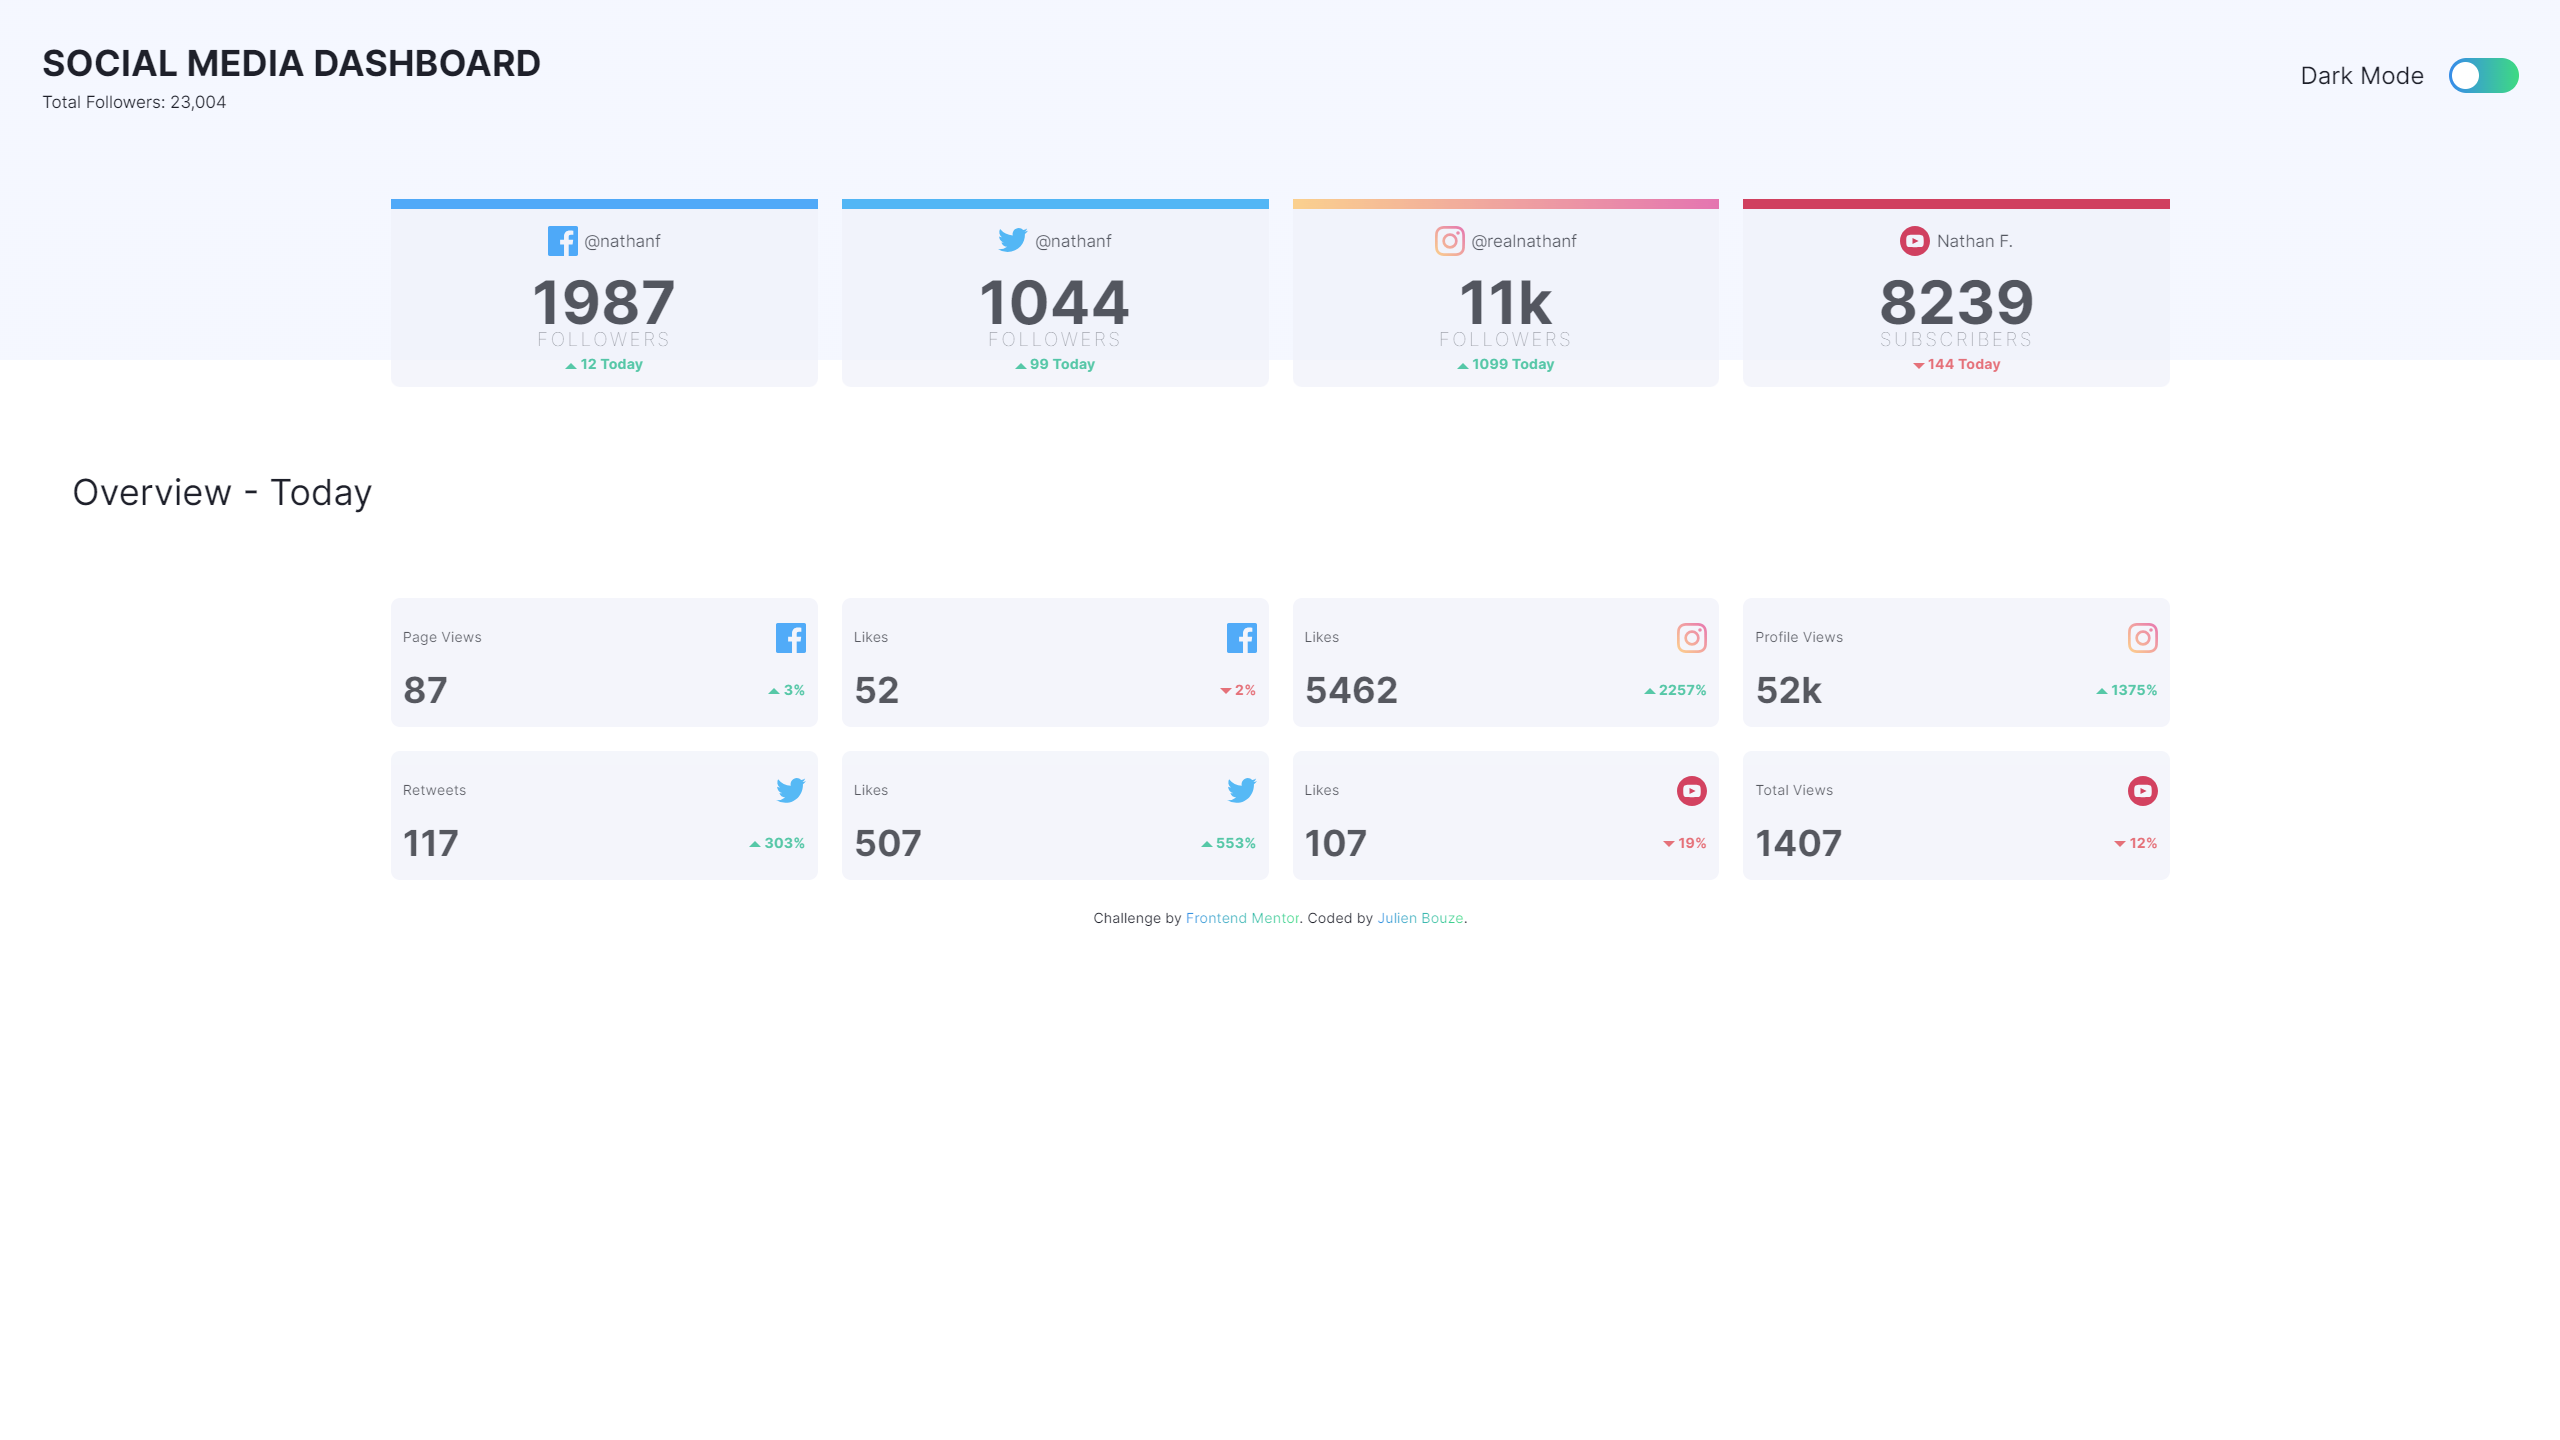 SOCIAL MEDIA DASHBOARD
Total Followers: 23,004
Dark Mode
@nathanf
1987
FOLLOWERS
12 Today
@nathanf
1044
FOLLOWERS
99 Today
@realnathanf
11k
FOLLOWERS
1099 Today
Nathan F.
8239
SUBSCRIBERS
144 Today
Overview - Today
Page Views
87
3%
Likes
52
2%
Likes
5462
2257%
Profile Views
52k
1375%
Retweets
117
303%
Likes
507
553%
Likes
107
19%
Total Views
1407
12%
Challenge by Frontend Mentor. Coded by Julien Bouze.